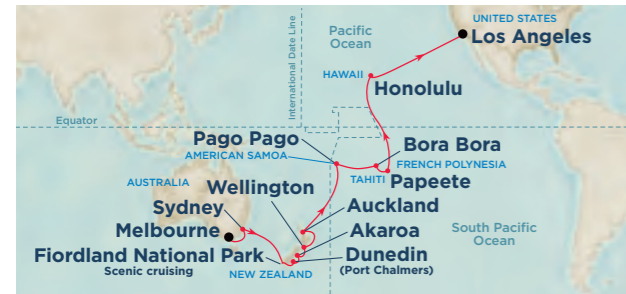 UNITED STATES
Los Angeles
Pacific
Ocean
International Date Line
HAWAII
Honolulu
Equator
Pago Pago
AMERICAN SAMOA
Bora Bora
FRENCH POLYNESIA
TAHITI
Papeete
AUSTRALIA
Wellington
Sydney
Auckland
Melbourne
Akaroa
South Pacific
Ocean
Fiordland National Park
Scenic cruising
NEW ZEALAND
Dunedin
(Port Chalmers)